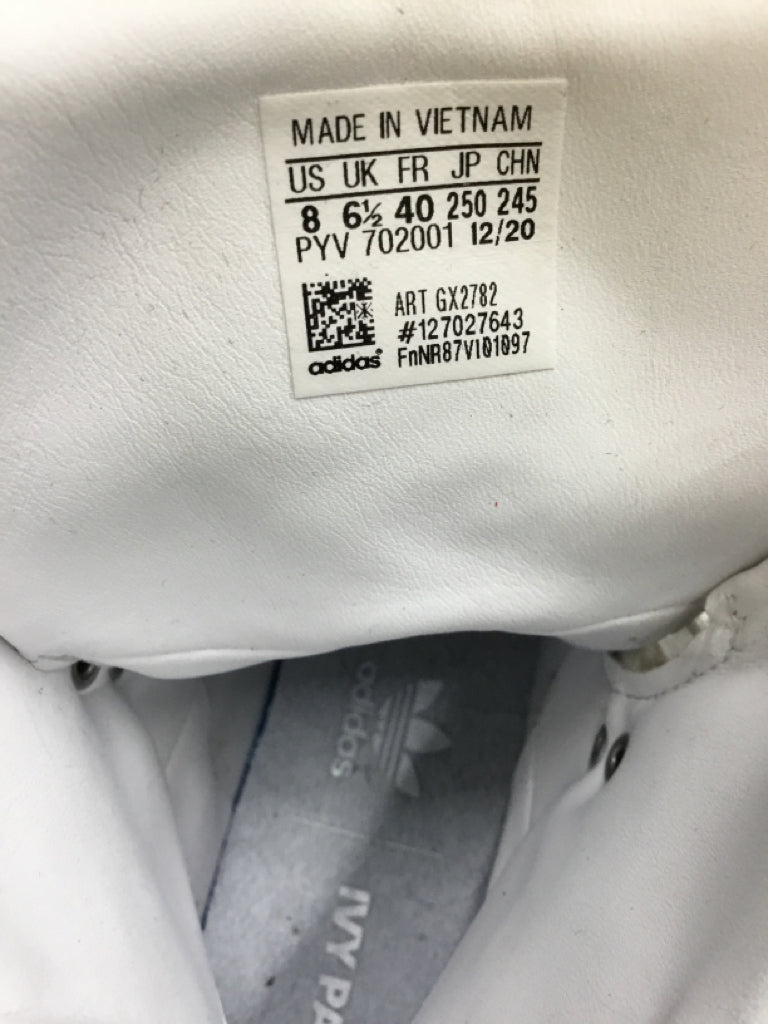 MADE IN VIETNAM
US UK FR JP CHN
8 6½ 40 250 245
PYV 702001 12/20
ART GX2782
#127027643
FnNR87VI01097
adidas
adidas
IVY PA